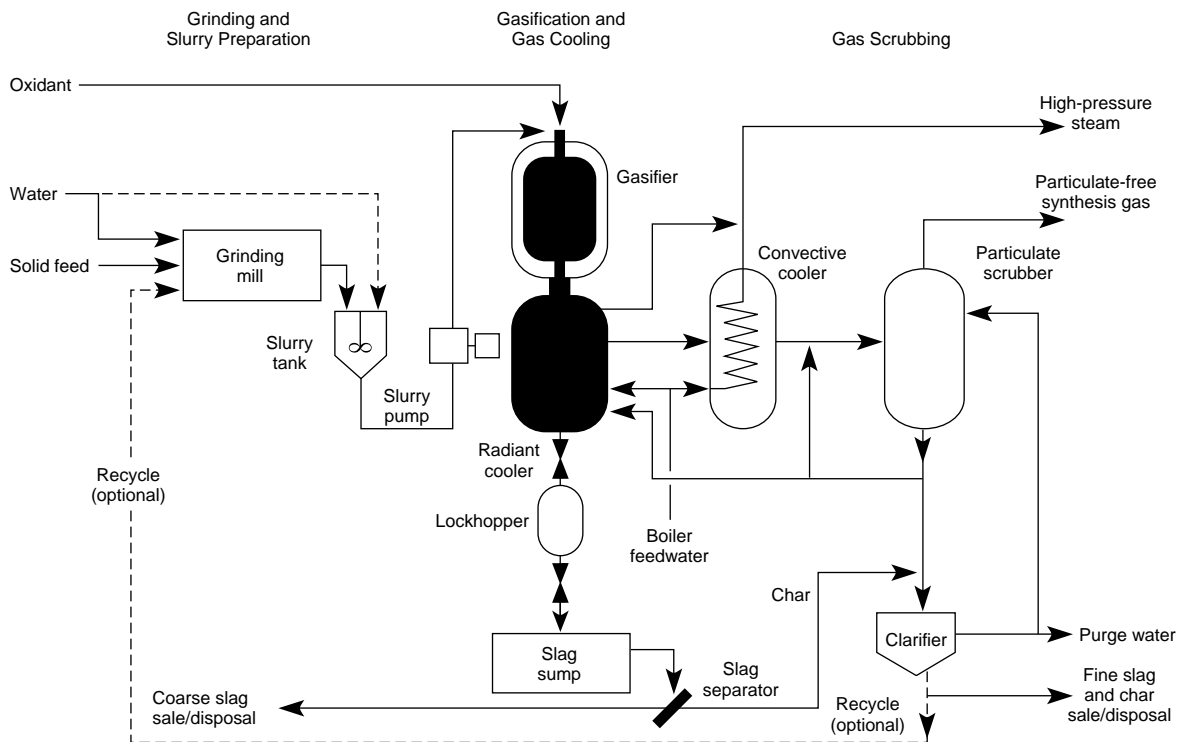 Grinding and
Slurry Preparation
Gasification and
Gas Cooling
Gas Scrubbing
Oxidant
High-pressure
steam
Gasifier
Water
Particulate-free
synthesis gas
Solid feed
Grinding
mill
Convective
cooler
Particulate
scrubber
Slurry
tank
Slurry
pump
Radiant
cooler
Recycle
(optional)
Lockhopper
Boiler
feedwater
Char
Clarifier
Purge water
Slag
sump
Slag
separator
Coarse slag
sale/disposal
Recycle
(optional)
Fine slag
and char
sale/disposal